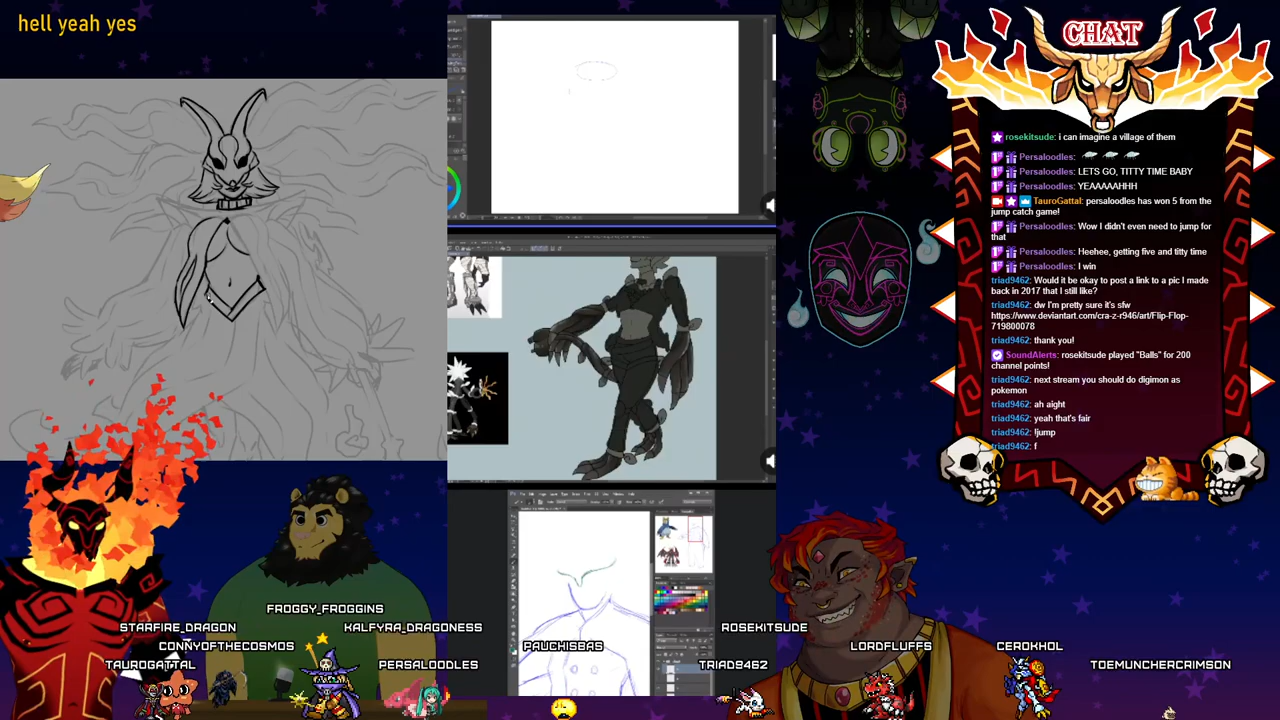 hell yeah yes
CHAT
rosekitsude: i can imagine a village of them
Persaloodles:
Persaloodles: LETS GO, TITTY TIME BABY
Persaloodles: YEAAAAAHHH
TauroGattal: persaloodles has won 5 from the
jump catch game!
Persaloodles: Wow I didn't even need to jump for
that
Persaloodles: Heehee, getting five and titty time
Persaloodles: I win
triad9462: Would it be okay to post a link to a pic I made
back in 2017 that I still like?
triad9462: dw I'm pretty sure it's sfw
https://www.deviantart.com/cra-z-r946/art/Flip-Flop-
719800078
triad9462: thank you!
SoundAlerts: rosekitsude played "Balls" for 200
channel points!
triad9462: next stream you should do digimon as
pokemon
triad9462: ah aight
triad9462: yeah that's fair
triad9462: !jump
triad9462: f
FROGGY_FROGGINS
STARFIRE_DRAGON
KALFYRA_DRAGONESS
ROSEKITSUDE
CONNYOFTHECOSMOS
PAUCHISBAS
LORDFLUFFS
CEROKHOL
TAUROGATTAL
PERSALOODLES
TRIAD9462
TOEMUNCHERCRIMSON